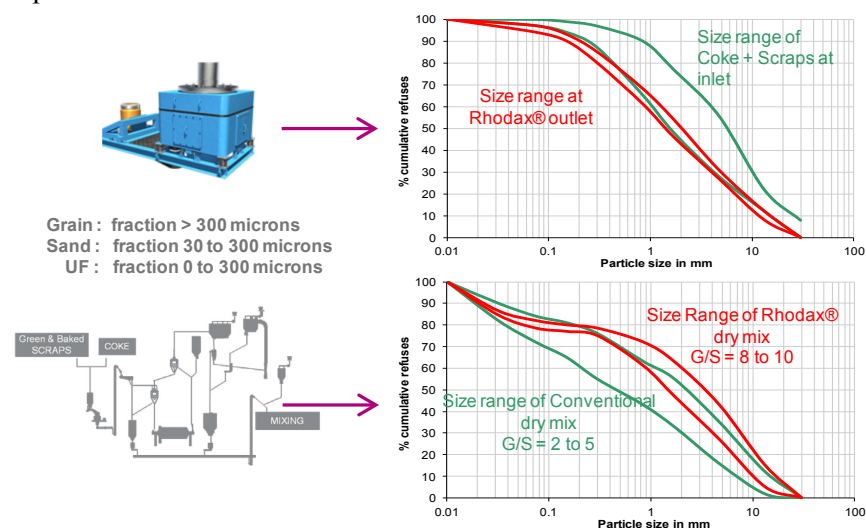 100
90
80
70
60
50
40
30
20
10
0
% cumulative refuses
Size range of
Coke + Scraps at
inlet
Size range at
Rhodax® outlet
0.01
0.1
1
10
100
Particle size in mm
Grain : fraction > 300 microns
Sand : fraction 30 to 300 microns
UF : fraction 0 to 300 microns
Green & Baked
SCRAPS
COKE
MIXING
100
90
80
70
60
50
40
30
20
10
0
% cumulative refuses
Size Range of Rhodax®
dry mix
G/S = 8 to 10
Size range of Conventional
dry mix
G/S = 2 to 5
0.01
0.1
1
10
100
Particle size in mm